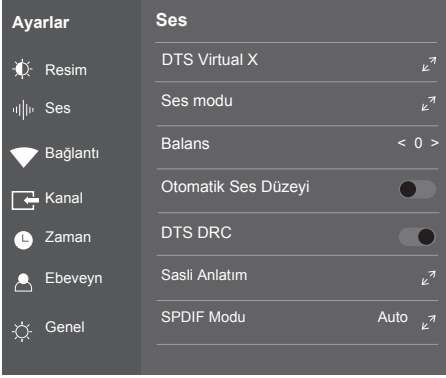 Ayarlar
Resim
Ses
Bağlantı
Kanal
Zaman
Ebeveyn
Genel
Ses
DTS Virtual X
Ses modu
Balans < 0 >
Otomatik Ses Düzeyi
DTS DRC
Sasli Anlatım
SPDIF Modu Auto